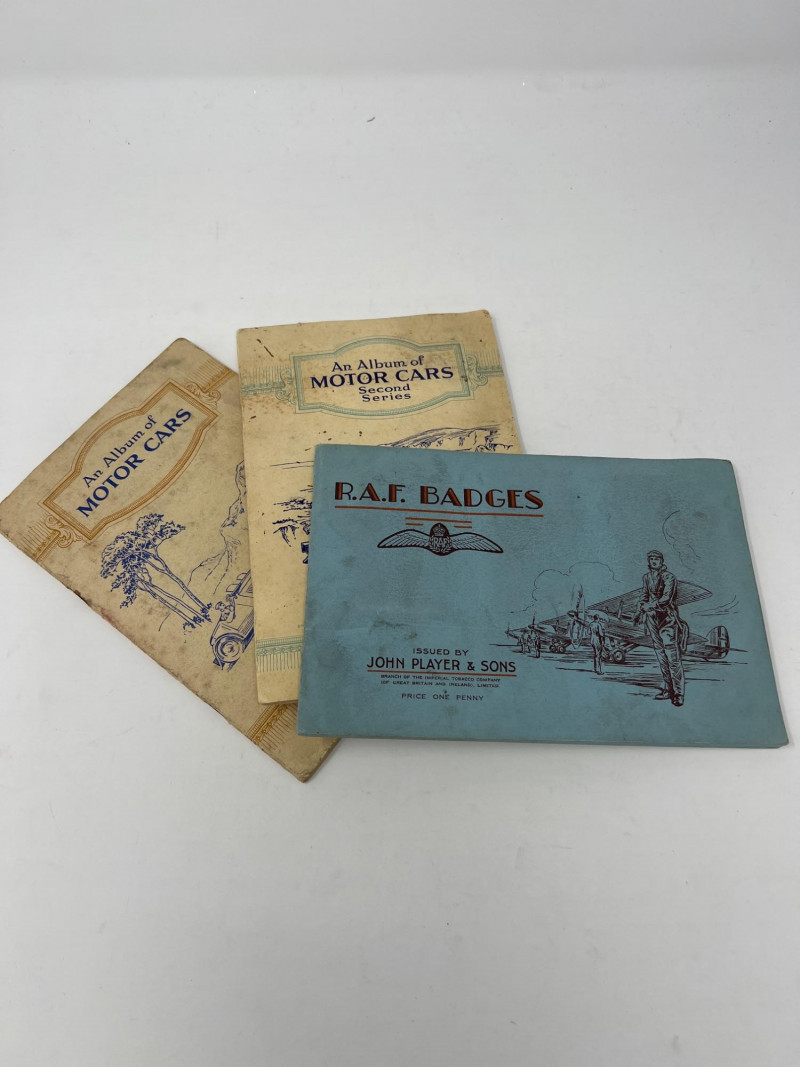 An Album of
MOTOR CARS
An Album of
MOTOR CARS
Second
Series
R.A.F. BADGES
RAF
ISSUED BY
JOHN PLAYER & SONS
BRANCH OF THE IMPERIAL TOBACCO COMPANY
(OF GREAT BRITAIN AND IRELAND), LIMITED
PRICE ONE PENNY